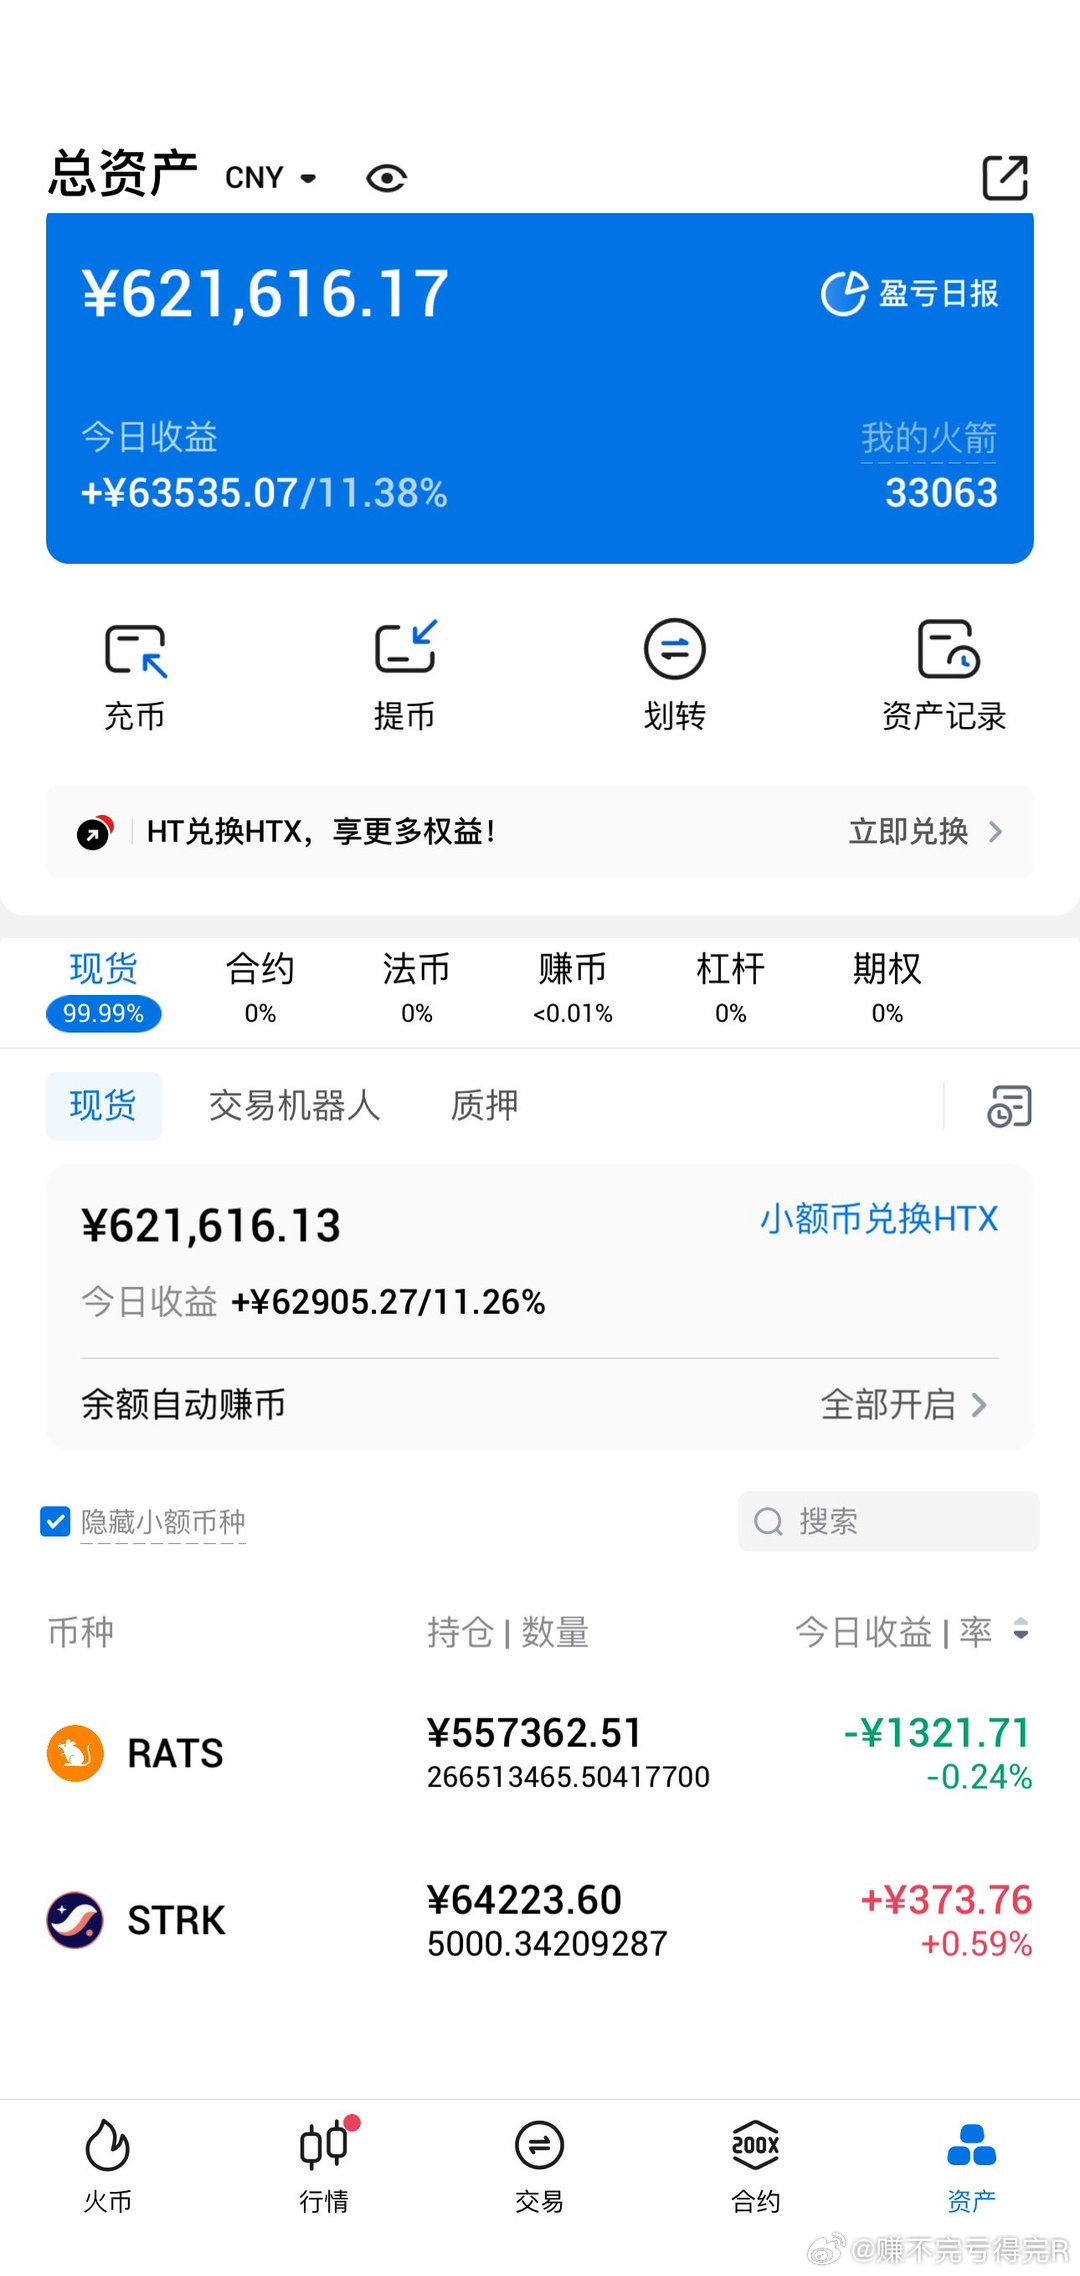 总资产 CNY
¥621,616.17 盈亏日报
今日收益 我的火箭
+¥63535.07/11.38% 33063
充币 提币 划转 资产记录
HT兑换HTX，享更多权益！ 立即兑换
现货 合约 法币 赚币 杠杆 期权
99.99% 0% 0% <0.01% 0% 0%
现货 交易机器人 质押
¥621,616.13 小额币兑换HTX
今日收益 +¥62905.27/11.26%
余额自动赚币 全部开启
隐藏小额币种 搜索
币种 持仓 | 数量 今日收益 | 率
RATS ¥557362.51 -¥1321.71
266513465.50417700 -0.24%
STRK ¥64223.60 +¥373.76
5000.34209287 +0.59%
200X
火币 行情 交易 合约 资产
@赚不完亏得完R